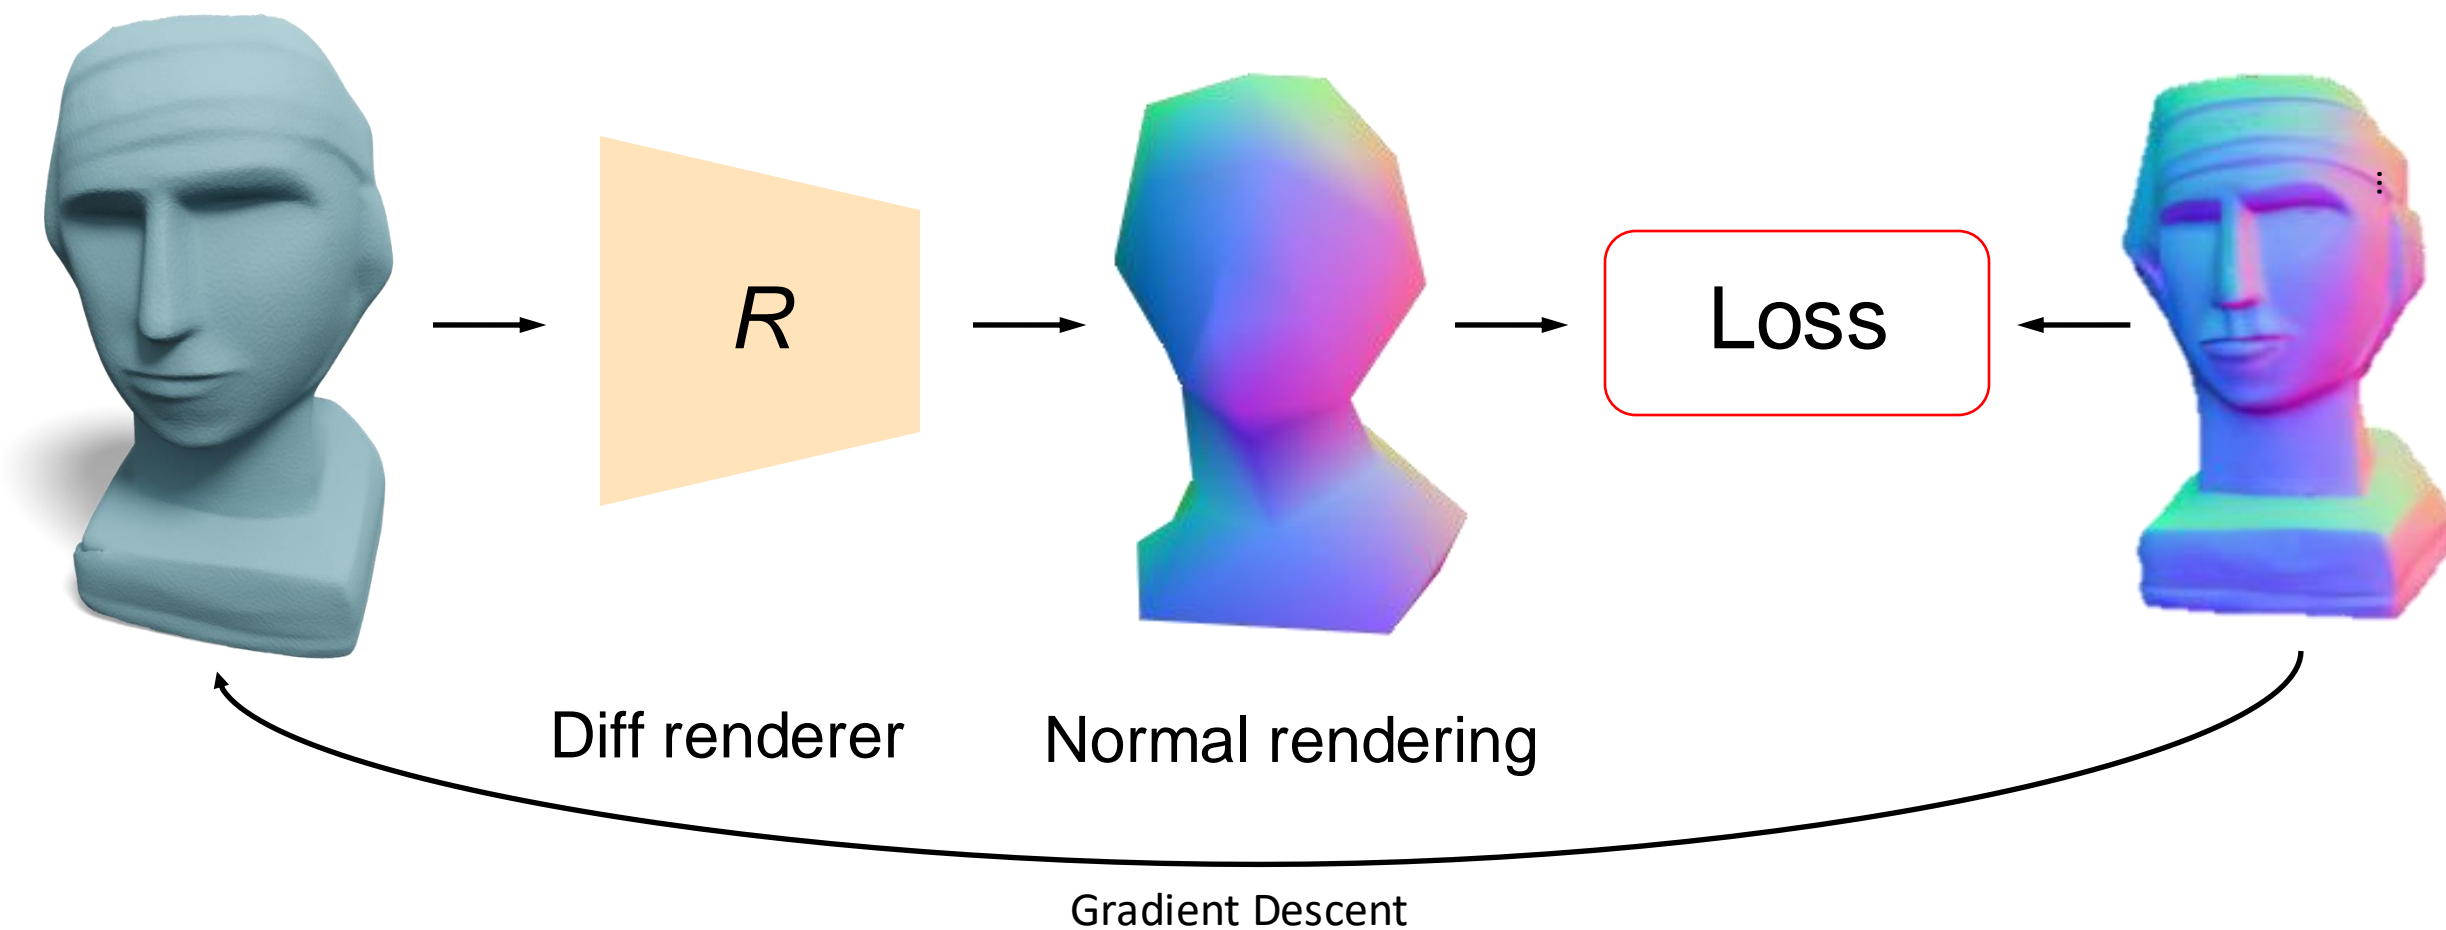 R
Loss
⋮
Diff renderer
Normal rendering
Gradient Descent